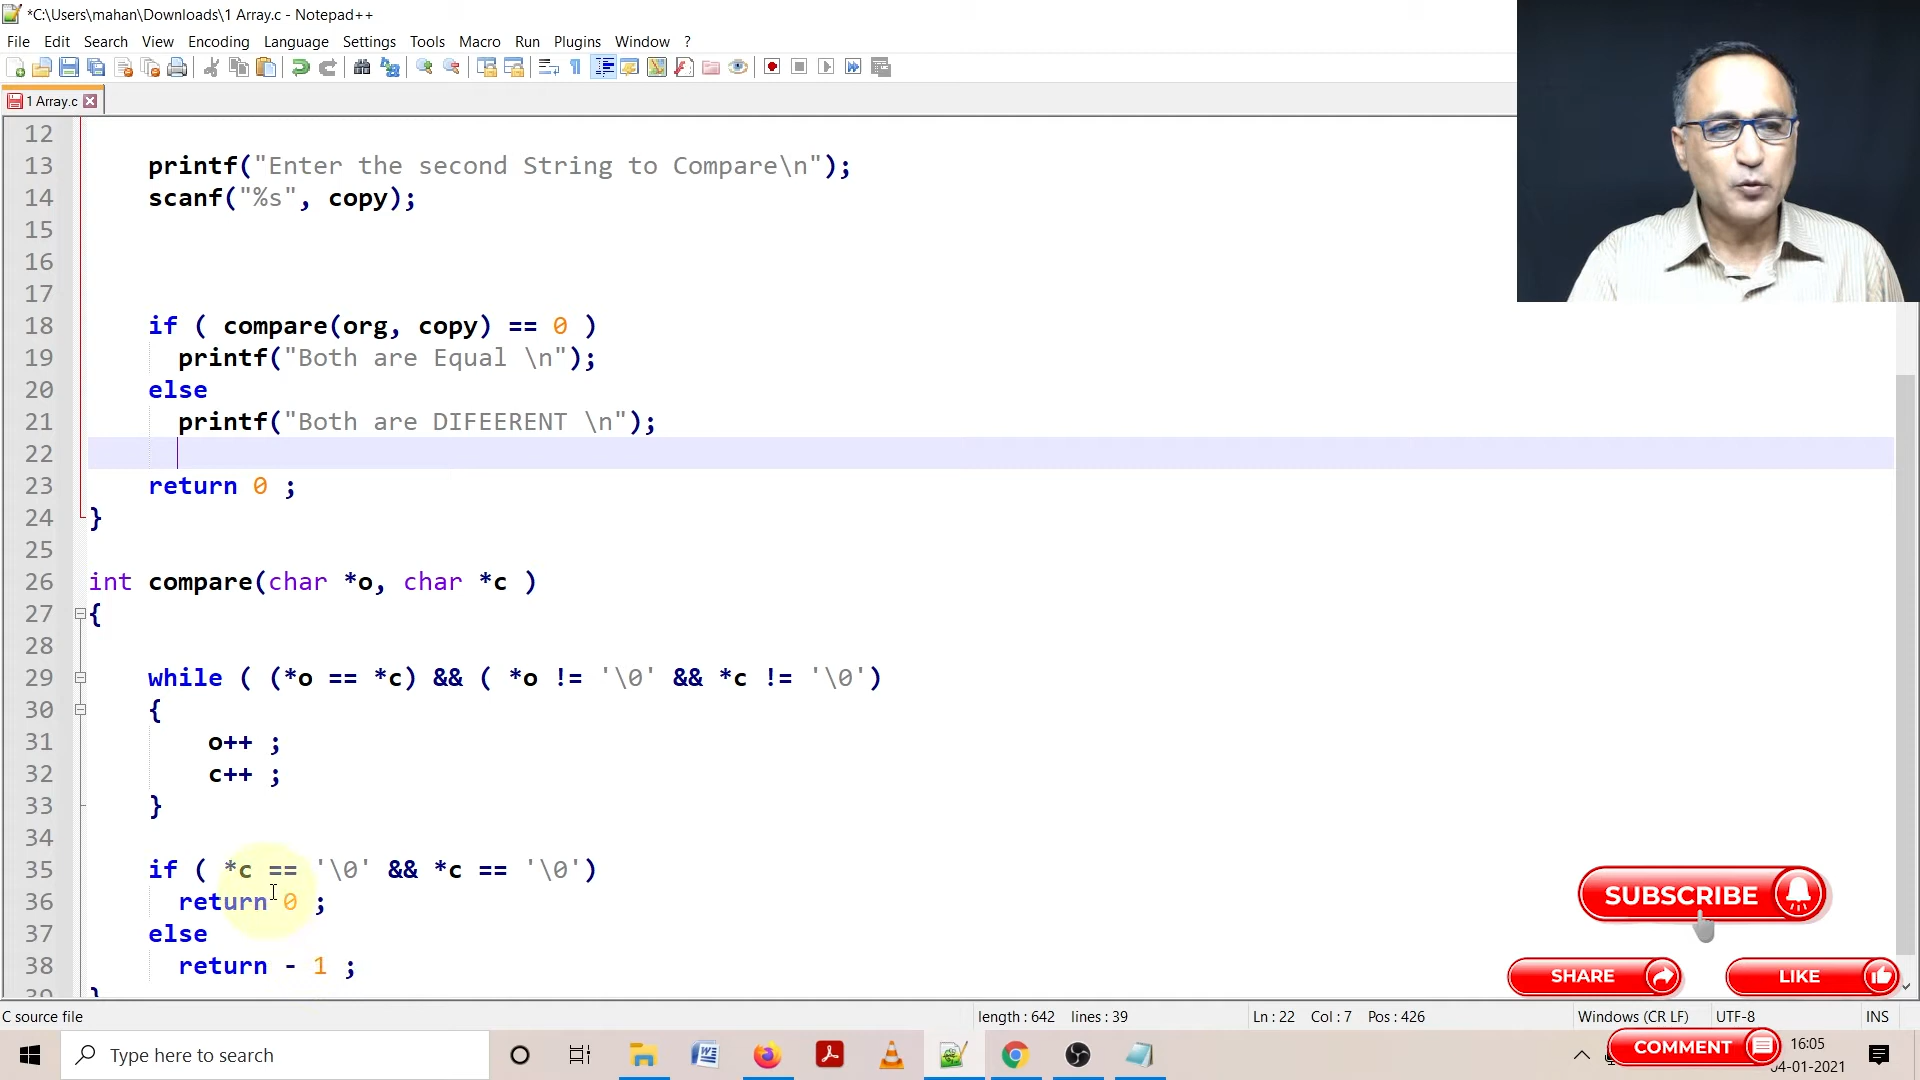 *C:\Users\mahan\Downloads\1 Array.c - Notepad++
File Edit Search View Encoding Language Settings Tools Macro Run Plugins Window ?
1 Array.c
12
13 printf("Enter the second String to Compare\n");
14 scanf("%s", copy);
15
16
17
18 if ( compare(org, copy) == 0 )
19 printf("Both are Equal \n");
20 else
21 printf("Both are DIFEERENT \n");
22
23 return 0 ;
24 }
25
26 int compare(char *o, char *c )
27 {
28
29 while ( (*o == *c) && ( *o != '\0' && *c != '\0')
30 {
31 o++ ;
32 c++ ;
33 }
34
35 if ( *c == '\0' && *c == '\0')
36 return 0 ;
37 else
38 return - 1 ;
39 }
SUBSCRIBE
SHARE LIKE
C source file length : 642 lines : 39 Ln : 22 Col : 7 Pos : 426 Windows (CR LF) UTF-8 INS
Type here to search
COMMENT
16:05
04-01-2021